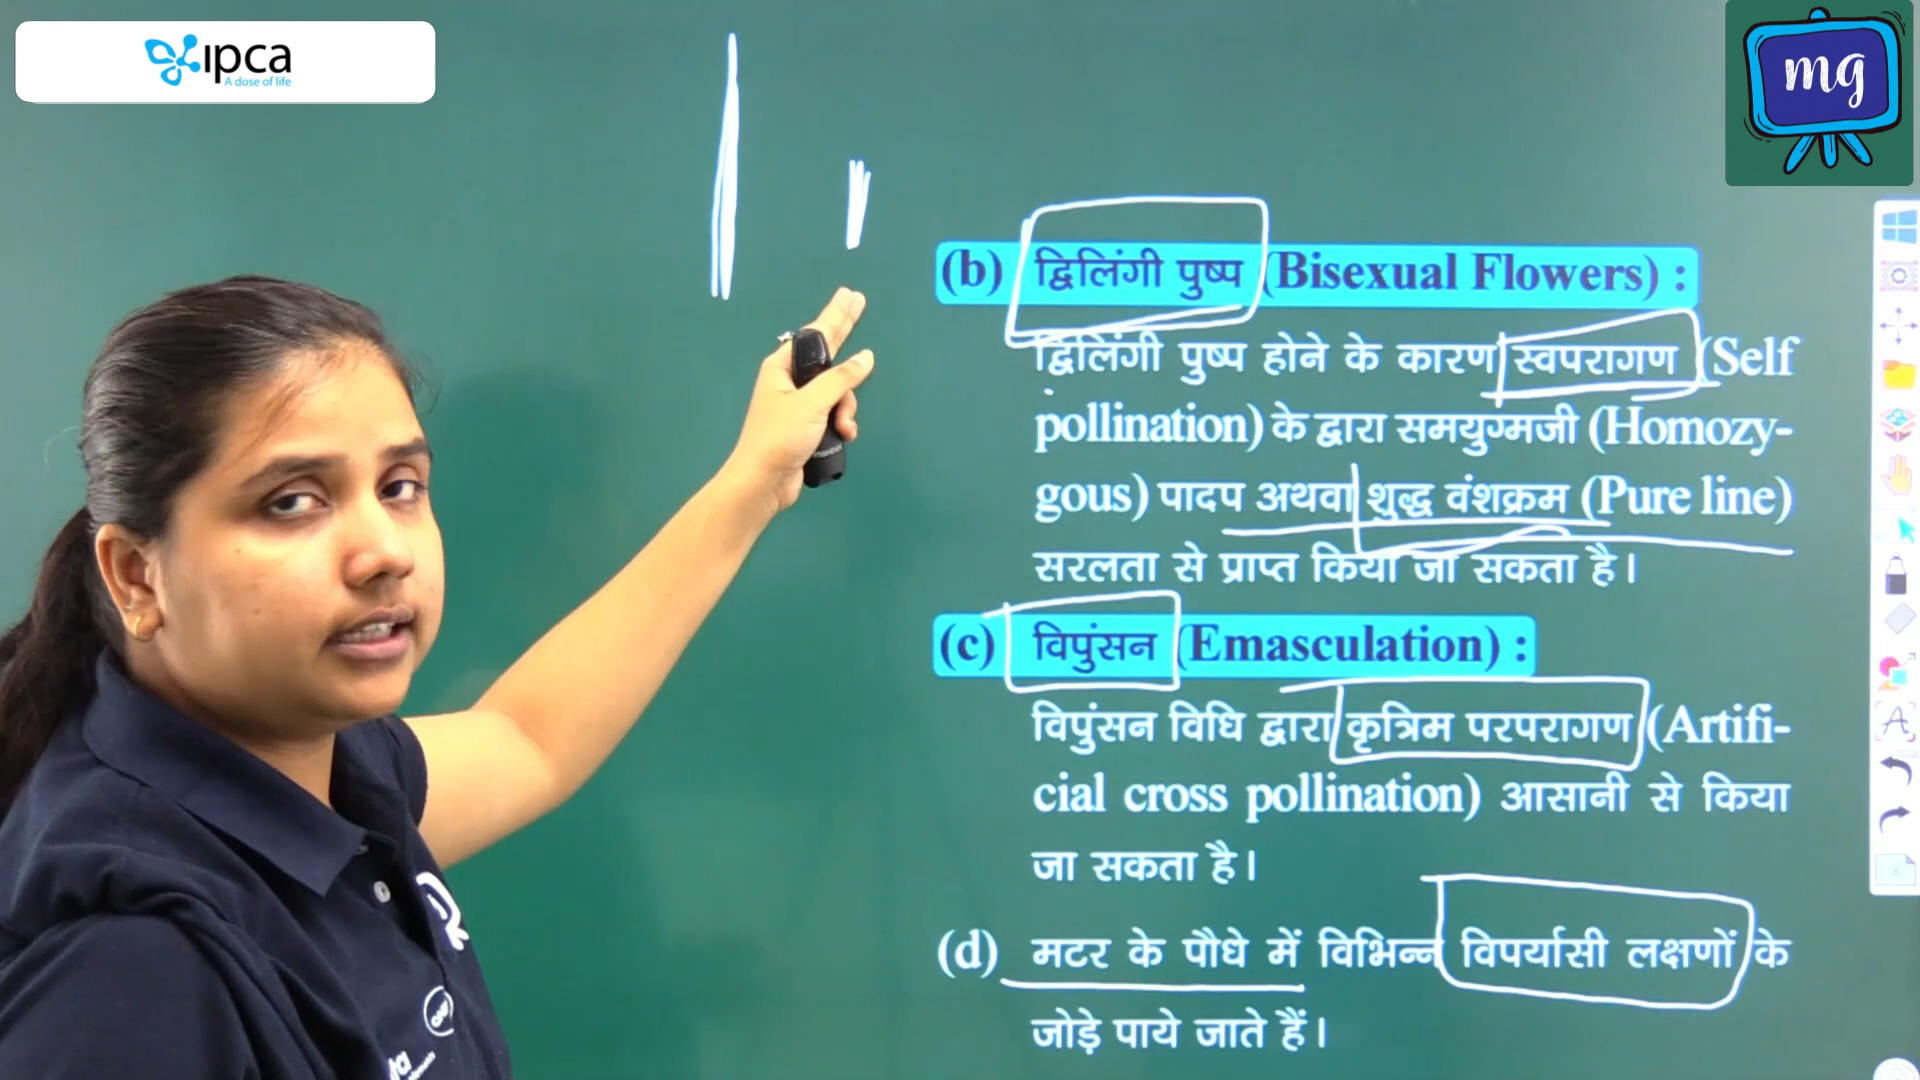 ipca
A dose of life
mg
(b) द्विलिंगी पुष्प (Bisexual Flowers) :
द्विलिंगी पुष्प होने के कारण स्वपरागण (Self
pollination) के द्वारा समयुग्मजी (Homozy-
gous) पादप अथवा शुद्ध वंशक्रम (Pure line)
सरलता से प्राप्त किया जा सकता है।
(c) विपुंसन (Emasculation) :
विपुंसन विधि द्वारा कृत्रिम परपरागण (Artifi-
cial cross pollination) आसानी से किया
जा सकता है।
(d) मटर के पौधे में विभिन्न विपर्यासी लक्षणों के
जोड़े पाये जाते हैं।